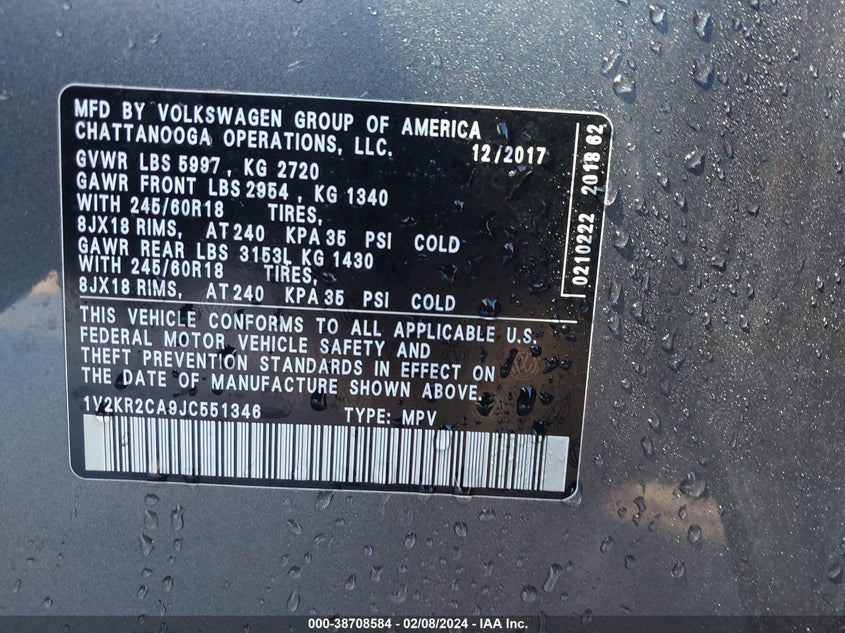 MFD BY VOLKSWAGEN GROUP OF AMERICA
CHATTANOOGA OPERATIONS, LLC. 12/2017
GVWR LBS 5997 , KG 2720
GAWR FRONT LBS 2954 , KG 1340
WITH 245/60R18 TIRES,
8JX18 RIMS, AT 240 KPA 35 PSI COLD
GAWR REAR LBS 3153L KG 1430
WITH 245/60R18 TIRES,
8JX18 RIMS, AT 240 KPA 35 PSI COLD
THIS VEHICLE CONFORMS TO ALL APPLICABLE U.S.
FEDERAL MOTOR VEHICLE SAFETY AND
THEFT PREVENTION STANDARDS IN EFFECT ON
THE DATE OF MANUFACTURE SHOWN ABOVE.
1V2KR2CA9JC551346 TYPE: MPV
0210222 2018 62
000-38708584 - 02/08/2024 - IAA Inc.